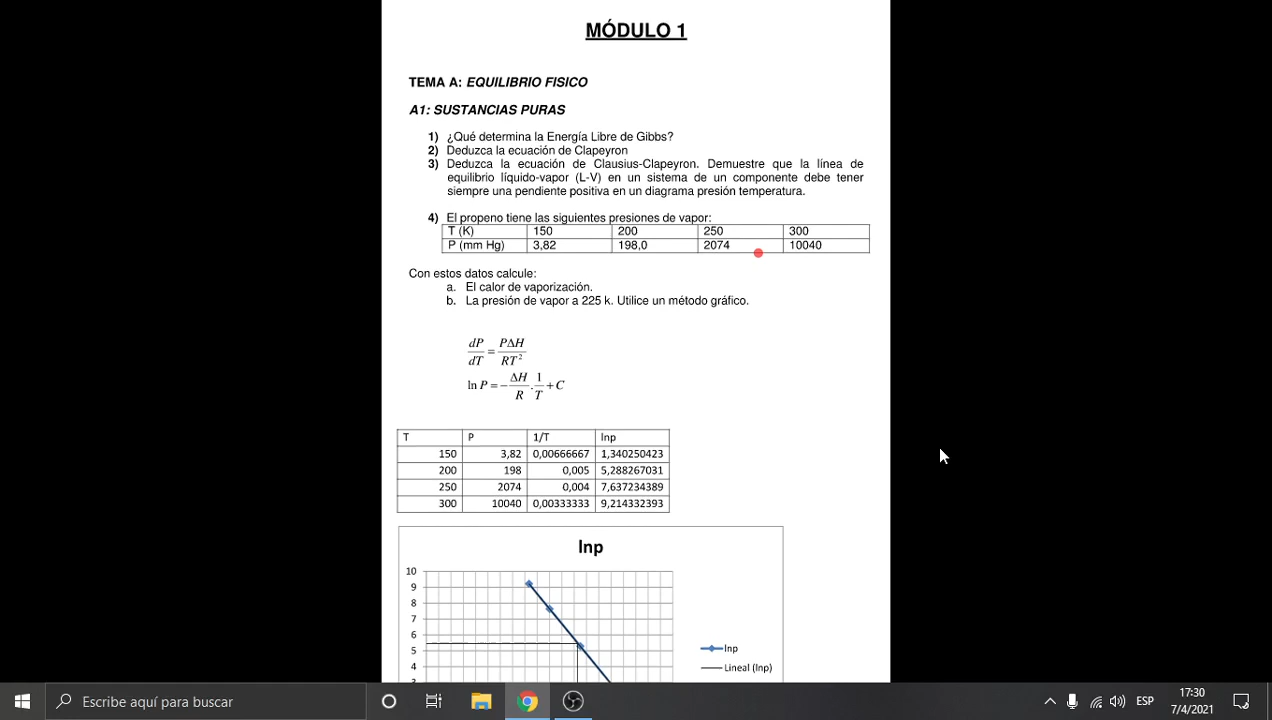 MÓDULO 1
TEMA A: EQUILIBRIO FISICO
A1: SUSTANCIAS PURAS
1) ¿Qué determina la Energía Libre de Gibbs?
2) Deduzca la ecuación de Clapeyron
3) Deduzca la ecuación de Clausius-Clapeyron. Demuestre que la línea de
equilibrio líquido-vapor (L-V) en un sistema de un componente debe tener
siempre una pendiente positiva en un diagrama presión temperatura.
4) El propeno tiene las siguientes presiones de vapor:
T (K) 150 200 250 300
P (mm Hg) 3,82 198,0 2074 10040
Con estos datos calcule:
a. El calor de vaporización.
b. La presión de vapor a 225 k. Utilice un método gráfico.
dP/dT = PΔH/RT²
ln P = − ΔH/R . 1/T + C
T P 1/T lnp
150 3,82 0,00666667 1,340250423
200 198 0,005 5,288267031
250 2074 0,004 7,637234389
300 10040 0,00333333 9,214332393
lnp
10
9
8
7
6
5
4
lnp
Lineal (lnp)
Escribe aquí para buscar
ESP
17:30
7/4/2021